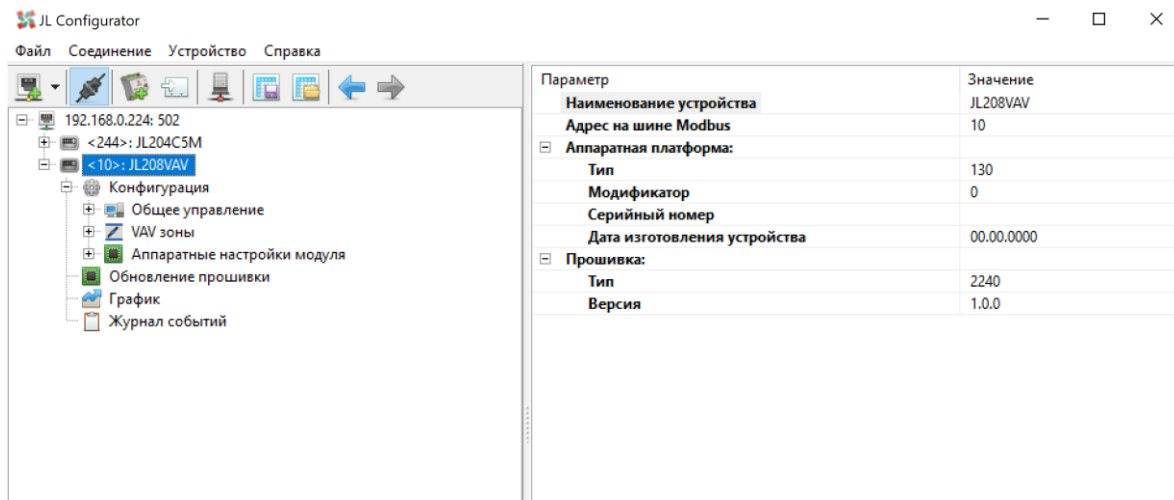 JL Configurator
Файл Соединение Устройство Справка
192.168.0.224: 502
<244>: JL204C5M
<10>: JL208VAV
Конфигурация
Общее управление
VAV зоны
Аппаратные настройки модуля
Обновление прошивки
График
Журнал событий
Параметр Значение
Наименование устройства JL208VAV
Адрес на шине Modbus 10
Аппаратная платформа:
Тип 130
Модификатор 0
Серийный номер
Дата изготовления устройства 00.00.0000
Прошивка:
Тип 2240
Версия 1.0.0